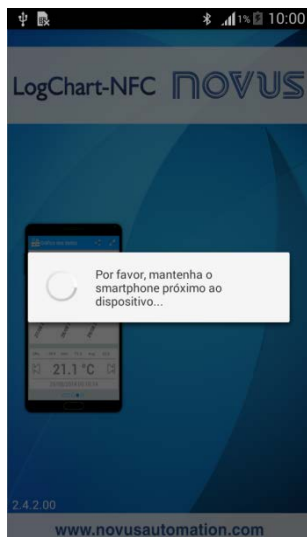 1% 10:00
LogChart-NFC NOVUS
Por favor, mantenha o
smartphone próximo ao
dispositivo...
21.1 °C
2.4.2.00
www.novusautomation.com